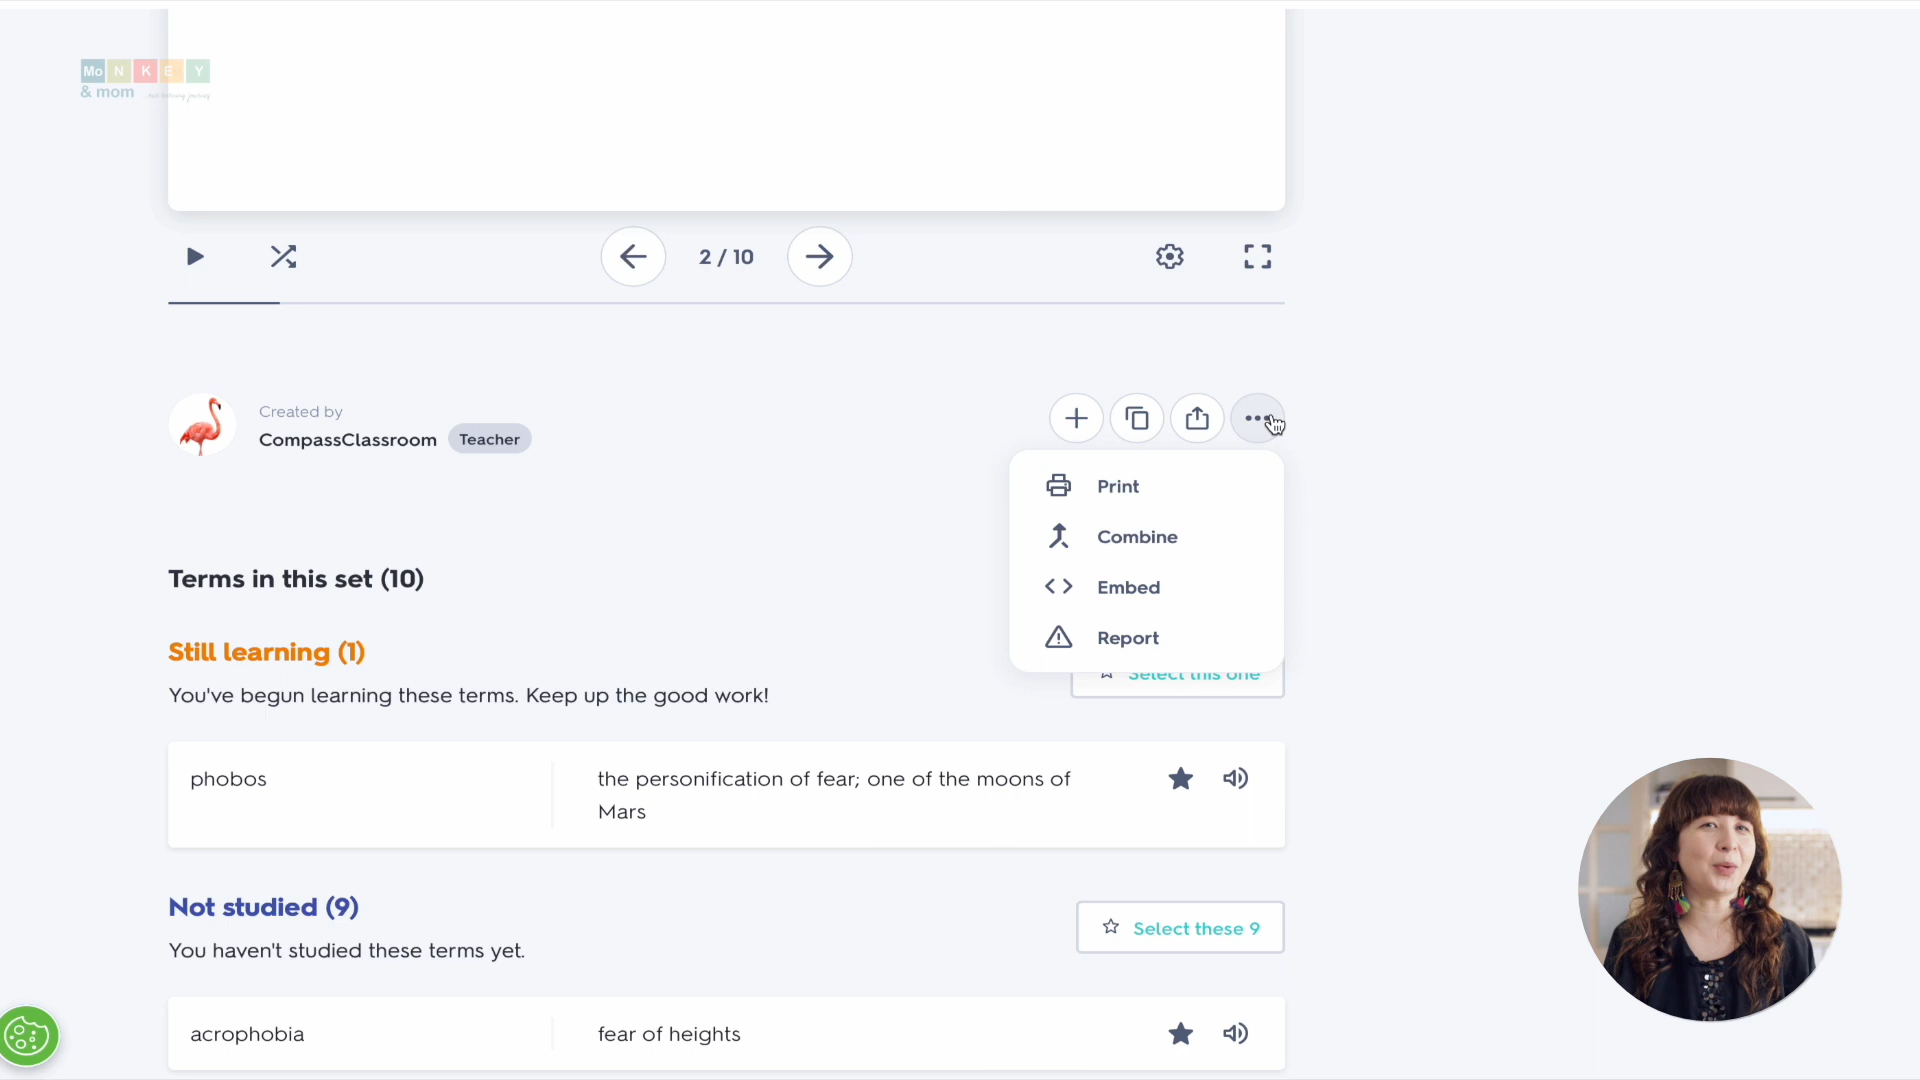 MoNKEY
& mom
2 / 10
Created by
CompassClassroom Teacher
Print
Combine
Embed
Report
Terms in this set (10)
Still learning (1)
Select this one
You've begun learning these terms. Keep up the good work!
phobos
the personification of fear; one of the moons of
Mars
Not studied (9)
Select these 9
You haven't studied these terms yet.
acrophobia
fear of heights